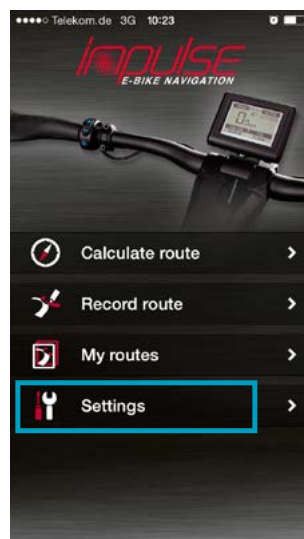 Telekom.de 3G 10:23
Impulse
E-BIKE NAVIGATION
Calculate route
Record route
My routes
Settings